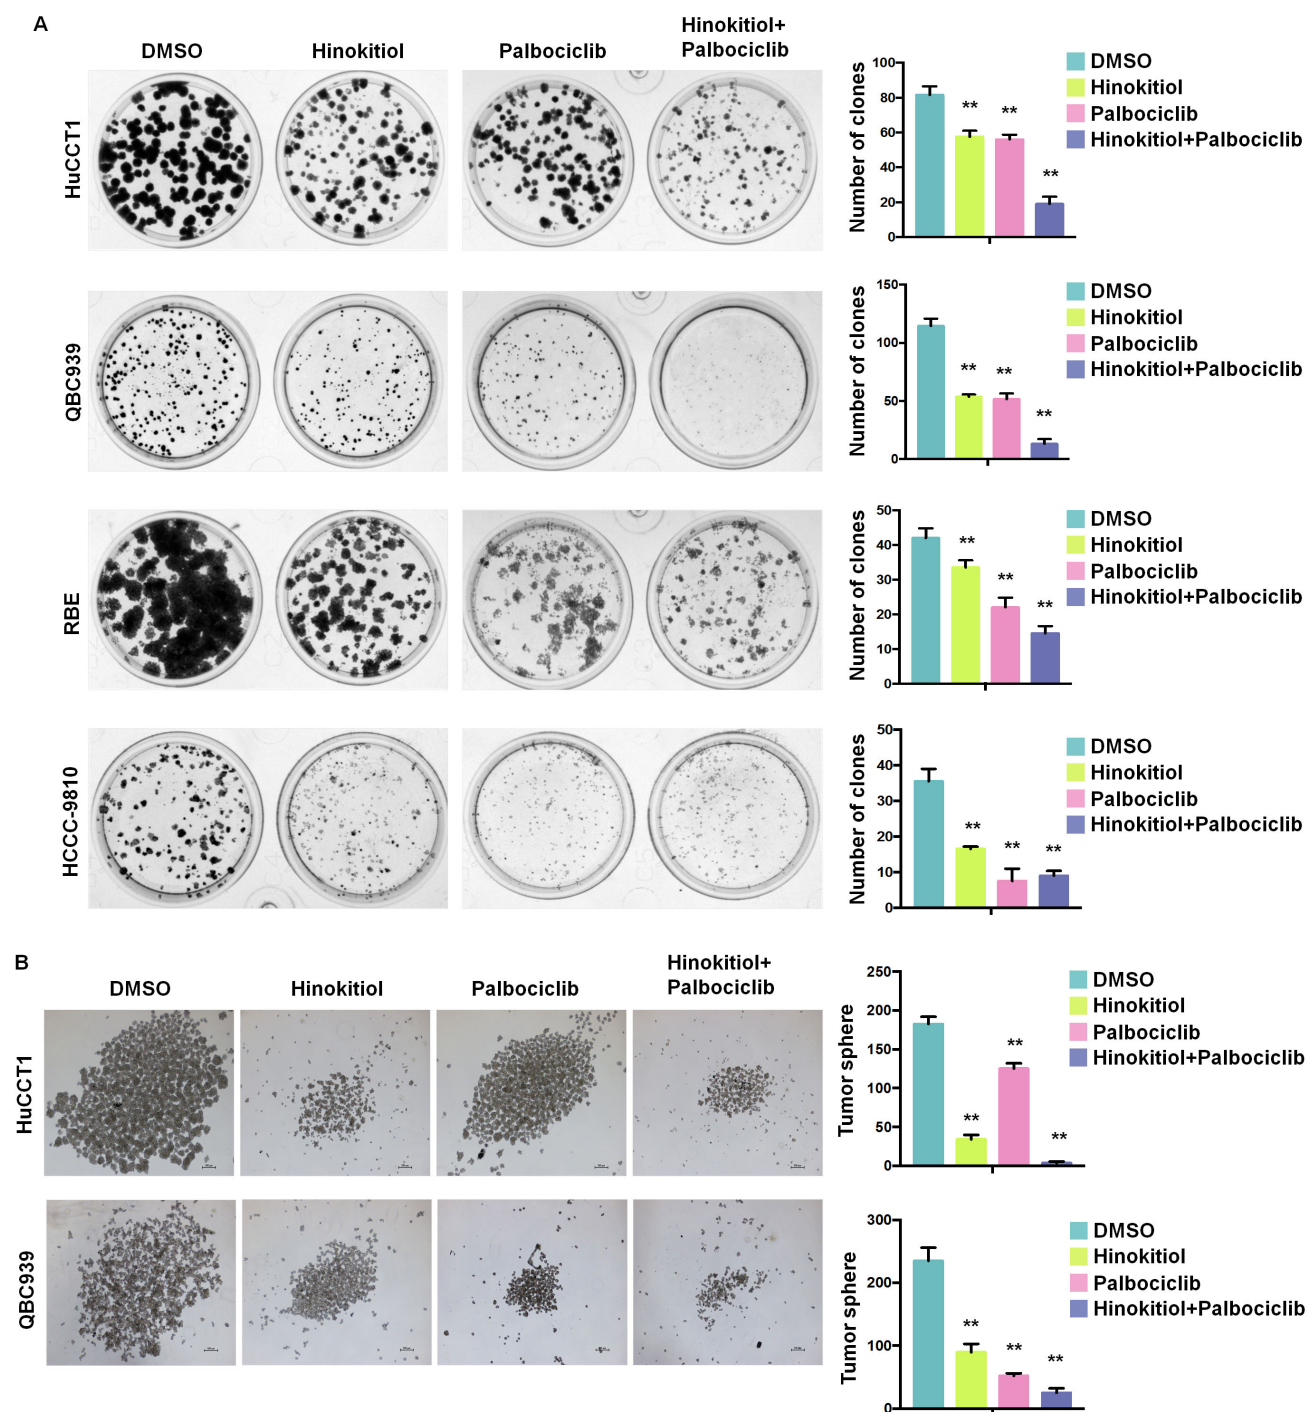 A
DMSO
Hinokitiol
Palbociclib
Hinokitiol+
Palbociclib
HuCCT1
Number of clones
100
80
60
40
20
0
**
**
**
DMSO
Hinokitiol
Palbociclib
Hinokitiol+Palbociclib
QBC939
Number of clones
150
100
50
0
**
**
**
DMSO
Hinokitiol
Palbociclib
Hinokitiol+Palbociclib
RBE
Number of clones
50
40
30
20
10
0
**
**
**
DMSO
Hinokitiol
Palbociclib
Hinokitiol+Palbociclib
HCCC-9810
Number of clones
50
40
30
20
10
0
**
**
**
DMSO
Hinokitiol
Palbociclib
Hinokitiol+Palbociclib
B
DMSO
Hinokitiol
Palbociclib
Hinokitiol+
Palbociclib
HuCCT1
Tumor sphere
250
200
150
100
50
0
**
**
**
DMSO
Hinokitiol
Palbociclib
Hinokitiol+Palbociclib
QBC939
Tumor sphere
300
200
100
0
**
**
**
DMSO
Hinokitiol
Palbociclib
Hinokitiol+Palbociclib